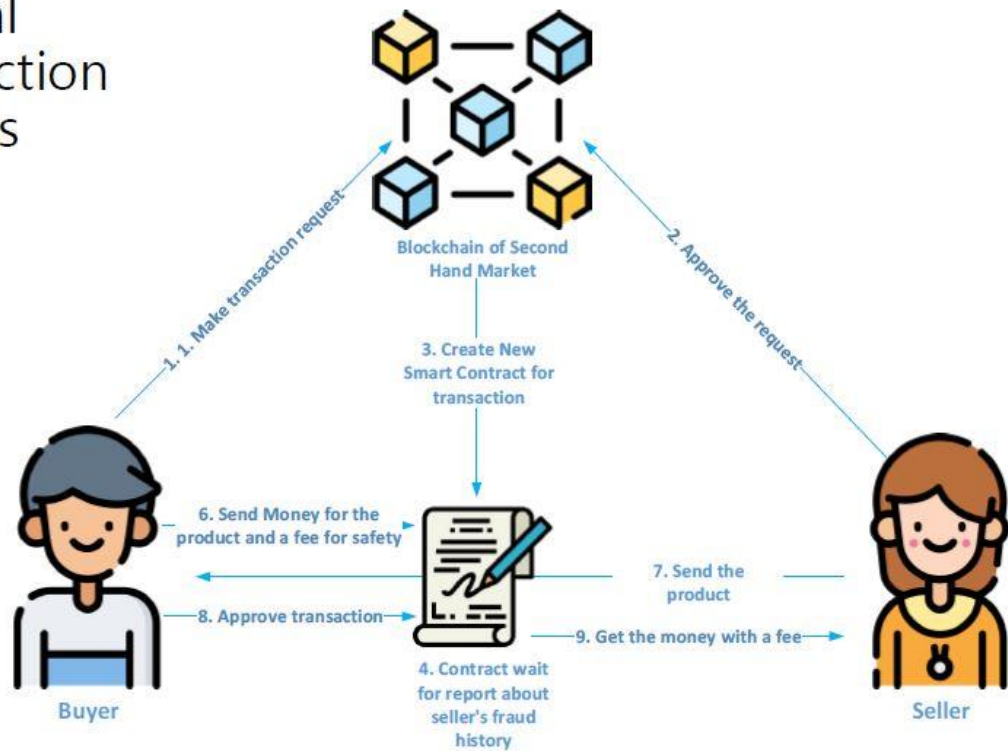 ction
s
Blockchain of Second
Hand Market
1. 1. Make transaction request
2. Approve the request
3. Create New
Smart Contract for
transaction
6. Send Money for the
product and a fee for safety
7. Send the
product
8. Approve transaction
9. Get the money with a fee
4. Contract wait
for report about
seller's fraud
history
Buyer
Seller